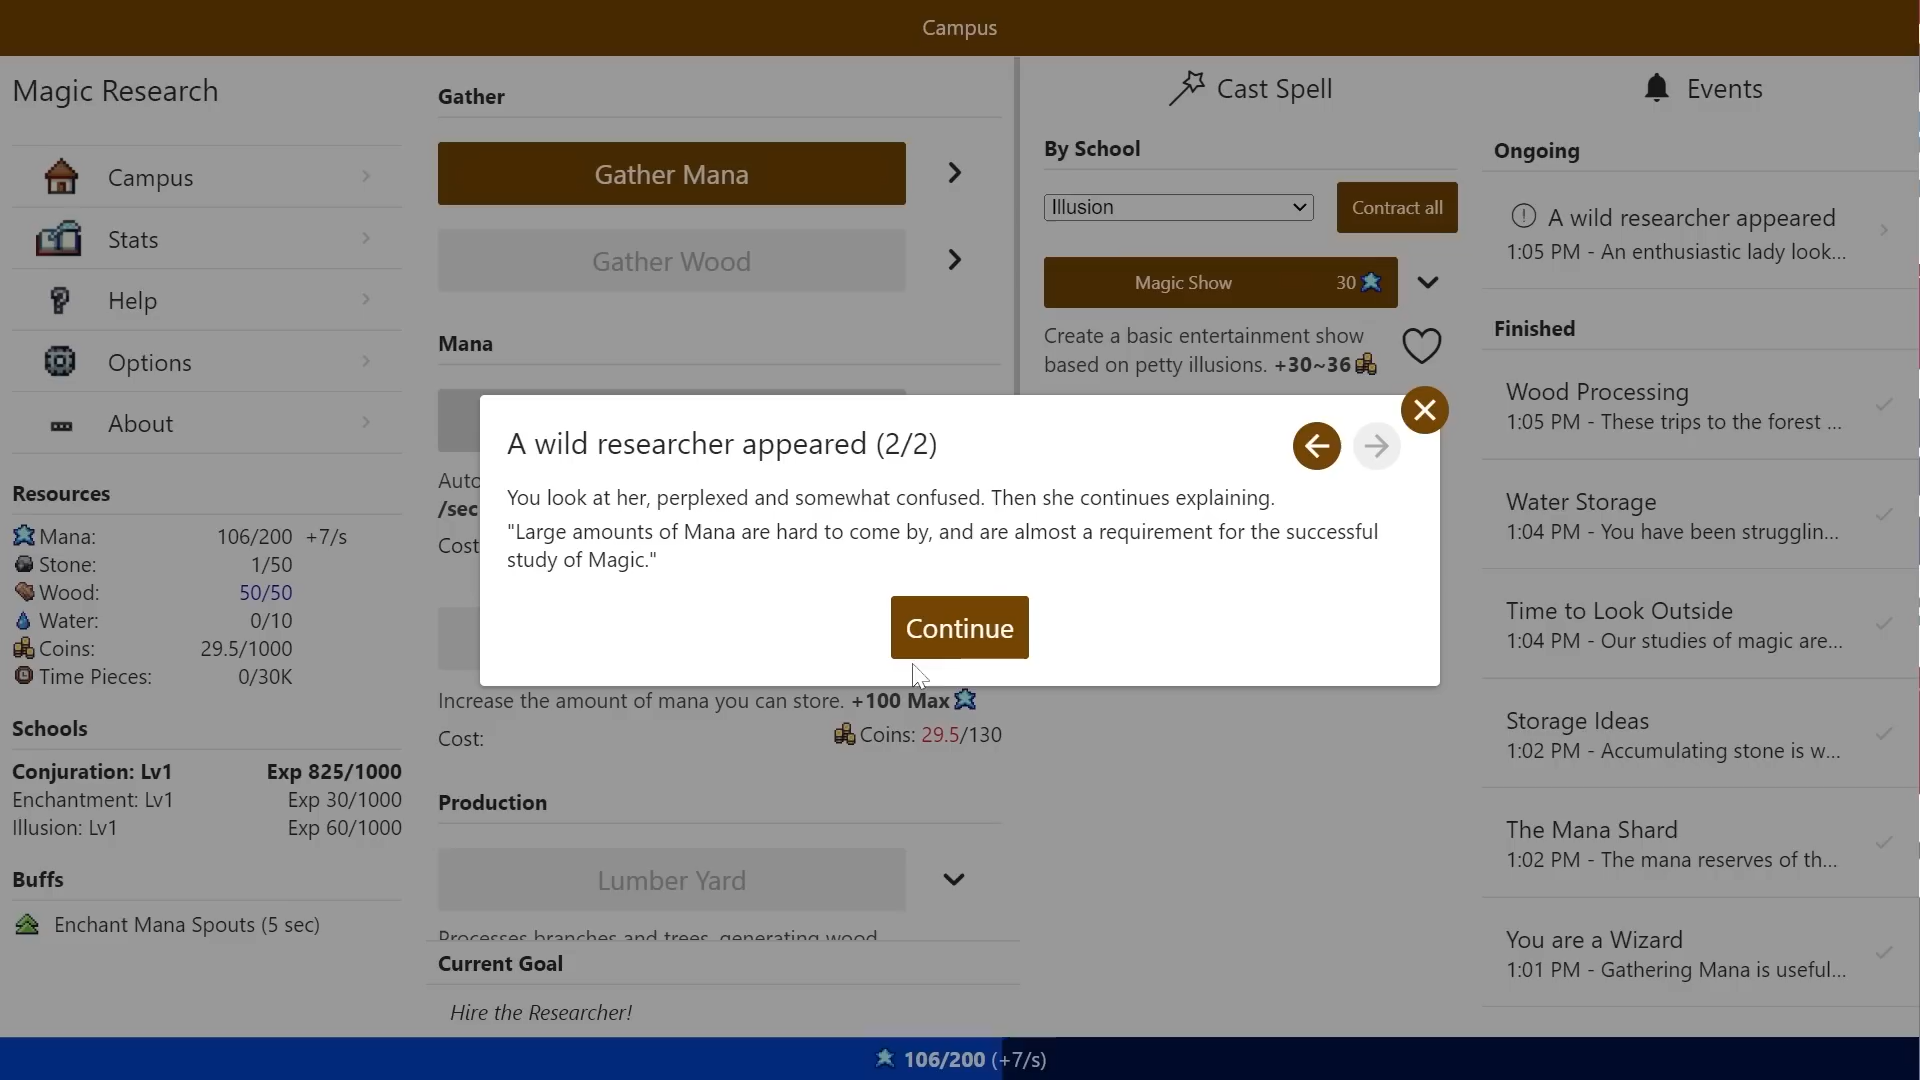 Campus
Magic Research
Campus
Stats
Help
Options
About
Resources
Mana: 106/200 +7/s
Stone: 1/50
Wood: 50/50
Water: 0/10
Coins: 29.5/1000
Time Pieces: 0/30K
Schools
Conjuration: Lv1 Exp 825/1000
Enchantment: Lv1 Exp 30/1000
Illusion: Lv1 Exp 60/1000
Buffs
Enchant Mana Spouts (5 sec)
Gather
Gather Mana
Gather Wood
Mana
Auto
/sec
Cost
Increase the amount of mana you can store. +100 Max
Cost: Coins: 29.5/130
Production
Lumber Yard
Processes branches and trees, generating wood
Current Goal
Hire the Researcher!
A wild researcher appeared (2/2)
You look at her, perplexed and somewhat confused. Then she continues explaining.
"Large amounts of Mana are hard to come by, and are almost a requirement for the successful
study of Magic."
Continue
Cast Spell
By School
Illusion Contract all
Magic Show 30
Create a basic entertainment show
based on petty illusions. +30~36
Events
Ongoing
A wild researcher appeared
1:05 PM - An enthusiastic lady look...
Finished
Wood Processing
1:05 PM - These trips to the forest ...
Water Storage
1:04 PM - You have been strugglin...
Time to Look Outside
1:04 PM - Our studies of magic are...
Storage Ideas
1:02 PM - Accumulating stone is w...
The Mana Shard
1:02 PM - The mana reserves of th...
You are a Wizard
1:01 PM - Gathering Mana is useful...
106/200 (+7/s)